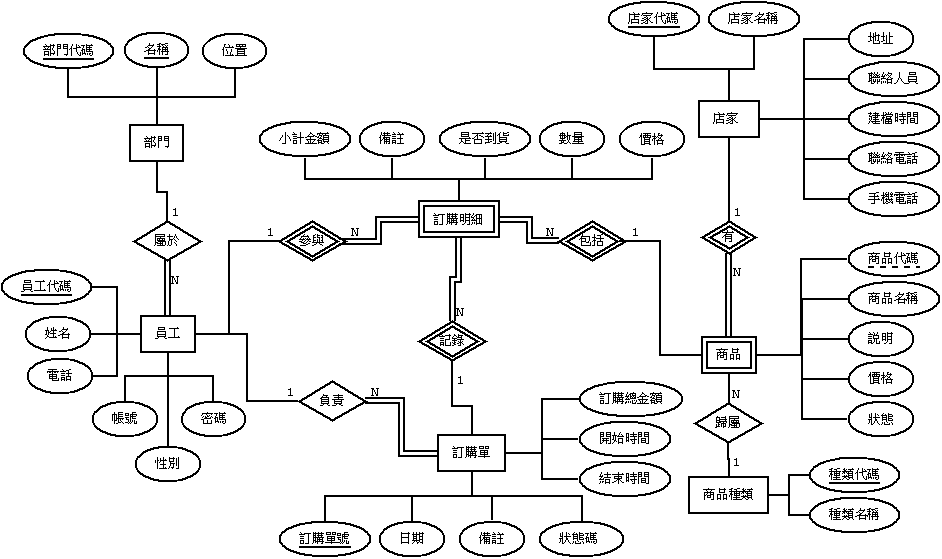 店家代碼
店家名稱
部門代碼
名稱
位置
地址
聯絡人員
建檔時間
聯絡電話
手機電話
店家
部門
小計金額
備註
是否到貨
數量
價格
1
1
訂購明細
屬於
1
參與
N
N
包括
1
有
商品代碼
N
N
員工代碼
商品名稱
員工
N
姓名
記錄
商品
說明
電話
1
價格
1
負責
N
N
帳號
密碼
訂購總金額
歸屬
狀態
開始時間
訂購單
性別
1
結束時間
商品種類
種類代碼
種類名稱
訂購單號
日期
備註
狀態碼